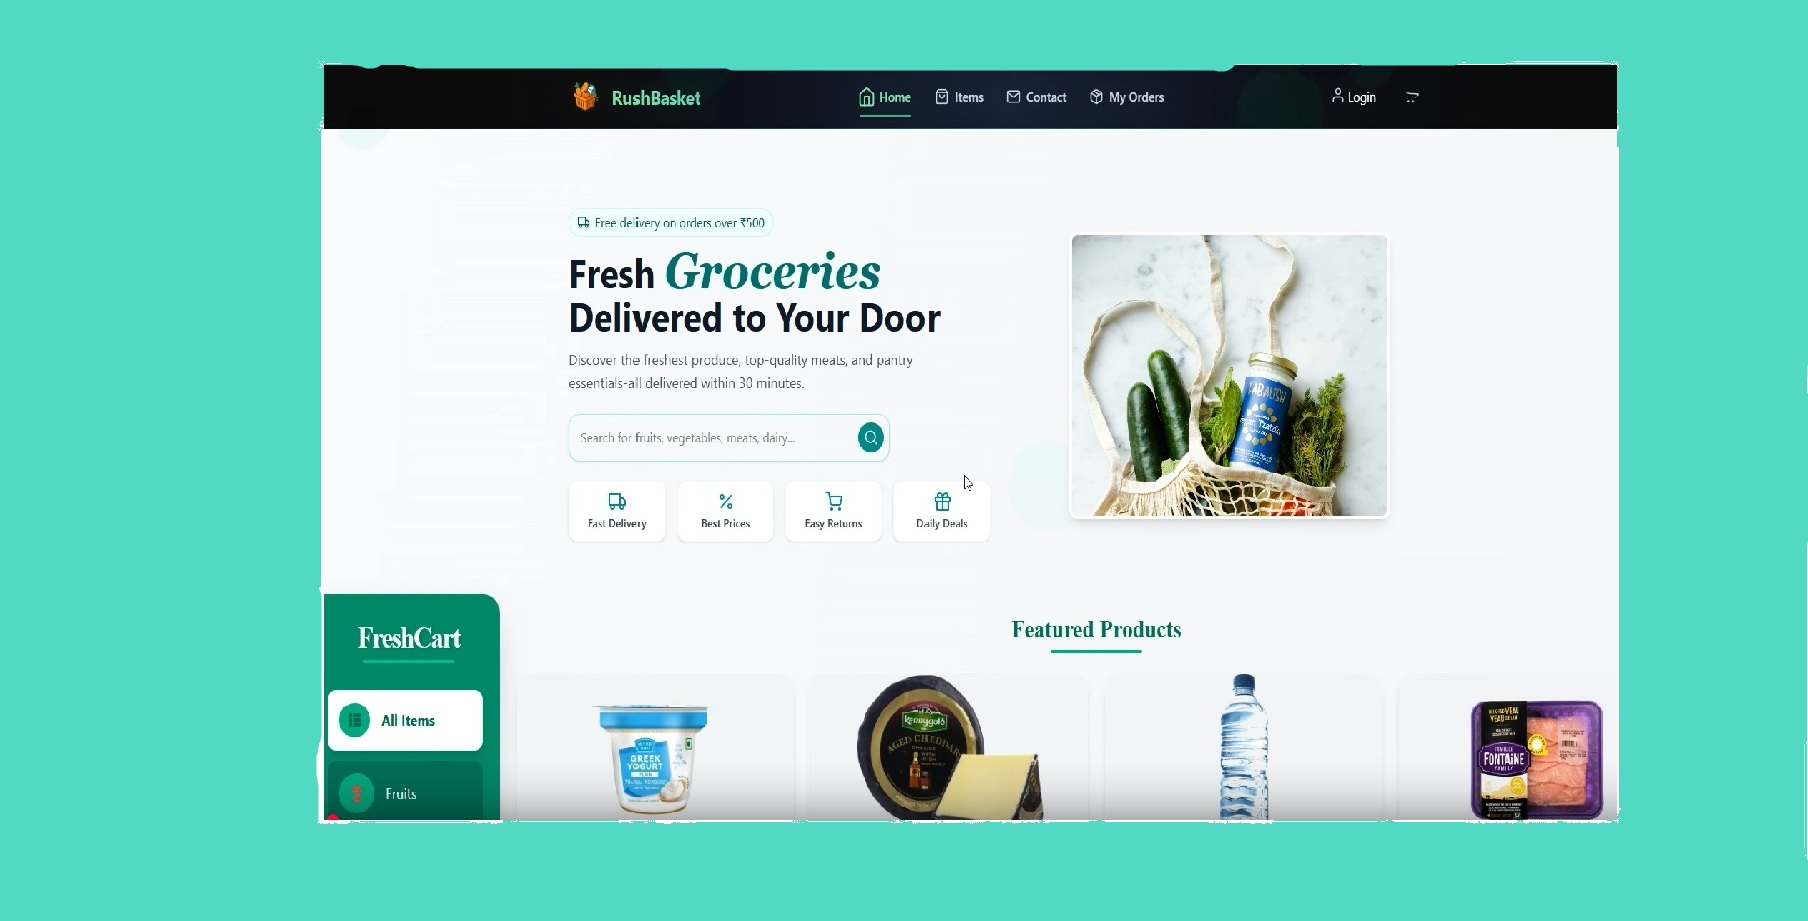 RushBasket
Home
Items
Contact
My Orders
Login
Free delivery on orders over ₹500
Fresh Groceries
Delivered to Your Door
Discover the freshest produce, top-quality meats, and pantry
essentials-all delivered within 30 minutes.
Search for fruits, vegetables, meats, dairy...
Fast Delivery
Best Prices
Easy Returns
Daily Deals
FreshCart
Featured Products
All Items
Fruits
GREEK
YOGURT
Kerrygold
AGED CHEDDAR
FONTAINE